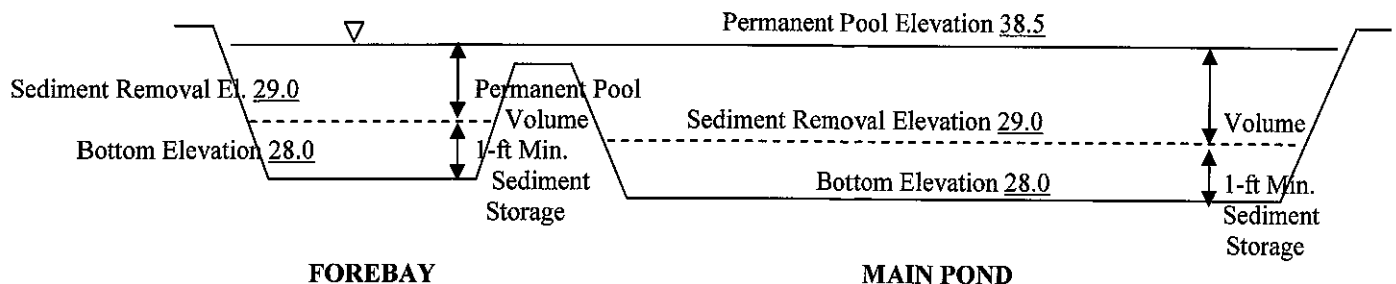 Permanent Pool Elevation 38.5
Sediment Removal El. 29.0
Permanent Pool
Volume
Sediment Removal Elevation 29.0
Volume
Bottom Elevation 28.0
1-ft Min.
Sediment
Storage
Bottom Elevation 28.0
1-ft Min.
Sediment
Storage
FOREBAY
MAIN POND